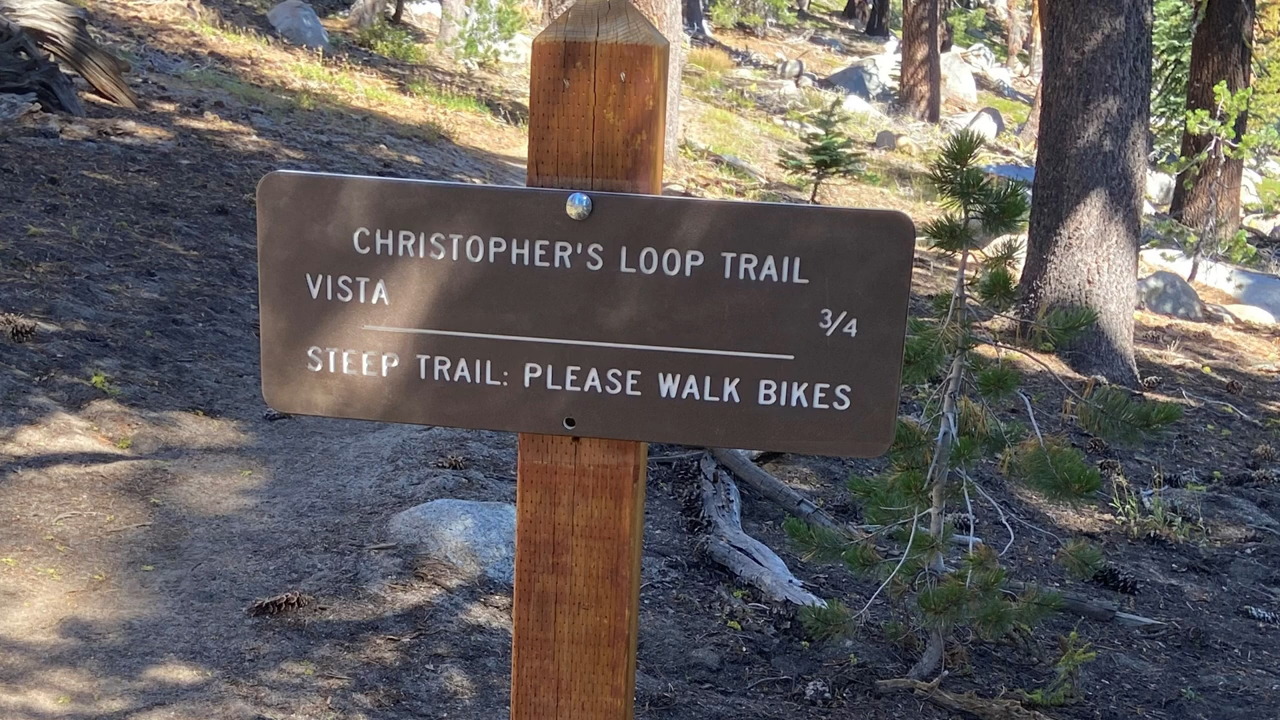 CHRISTOPHER'S LOOP TRAIL
VISTA 3/4
STEEP TRAIL: PLEASE WALK BIKES